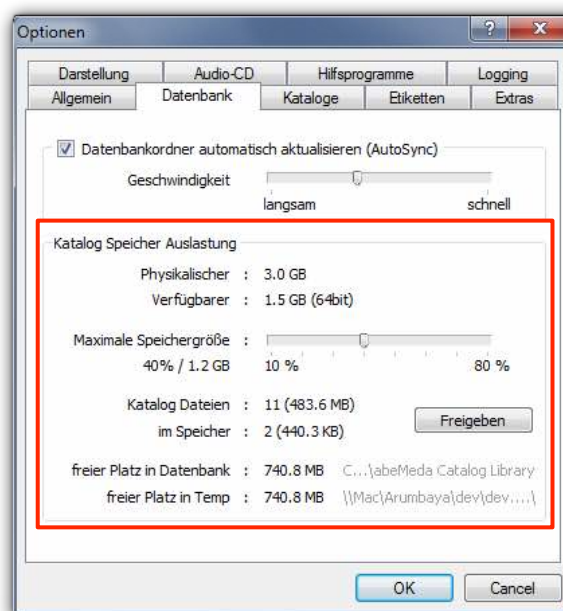 Optionen
Darstellung Audio-CD Hilfsprogramme Logging
Allgemein Datenbank Kataloge Etiketten Extras
Datenbankordner automatisch aktualisieren (AutoSync)
Geschwindigkeit
langsam schnell
Katalog Speicher Auslastung
Physikalischer : 3.0 GB
Verfügbarer : 1.5 GB (64bit)
Maximale Speichergröße :
40% / 1.2 GB 10 % 80 %
Katalog Dateien : 11 (483.6 MB)
im Speicher : 2 (440.3 KB)
Freigeben
freier Platz in Datenbank : 740.8 MB C...\abeMeda Catalog Library
freier Platz in Temp : 740.8 MB \\Mac\Arumbaya\dev\dev....\
OK Cancel